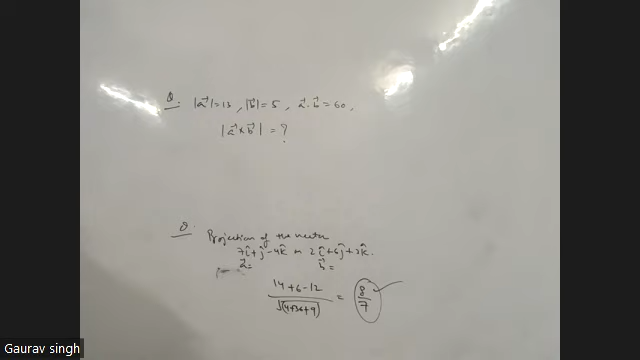 Q. |a⃗|=13, |b⃗|=5, a⃗.b⃗=60,
|a⃗×b⃗| = ?
Q. Projection of the vector
7î+ĵ-4k̂ on 2î+6ĵ+3k̂.
a⃗= b⃗=
14+6-12 / √(4+36+9) = 8/7
Gaurav singh